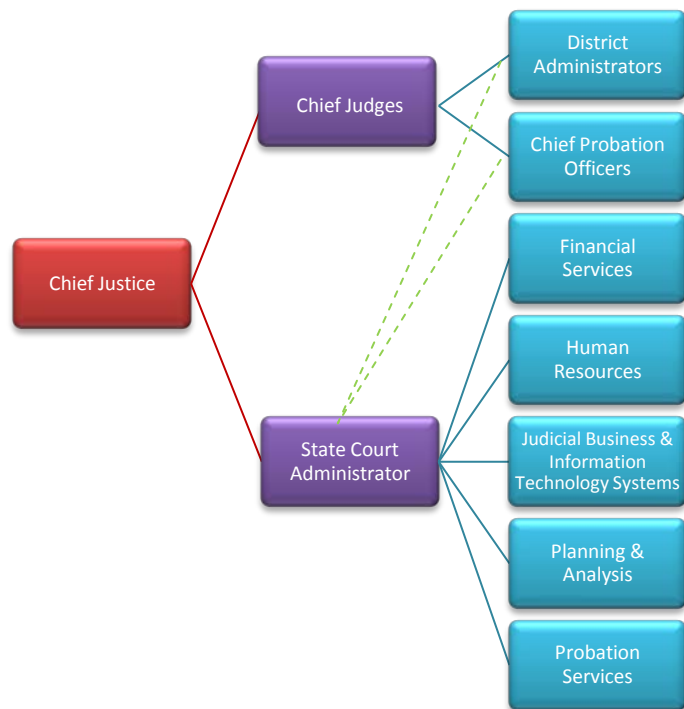 Chief Justice
Chief Judges
State Court
Administrator
District
Administrators
Chief Probation
Officers
Financial
Services
Human
Resources
Judicial Business &
Information
Technology Systems
Planning &
Analysis
Probation
Services